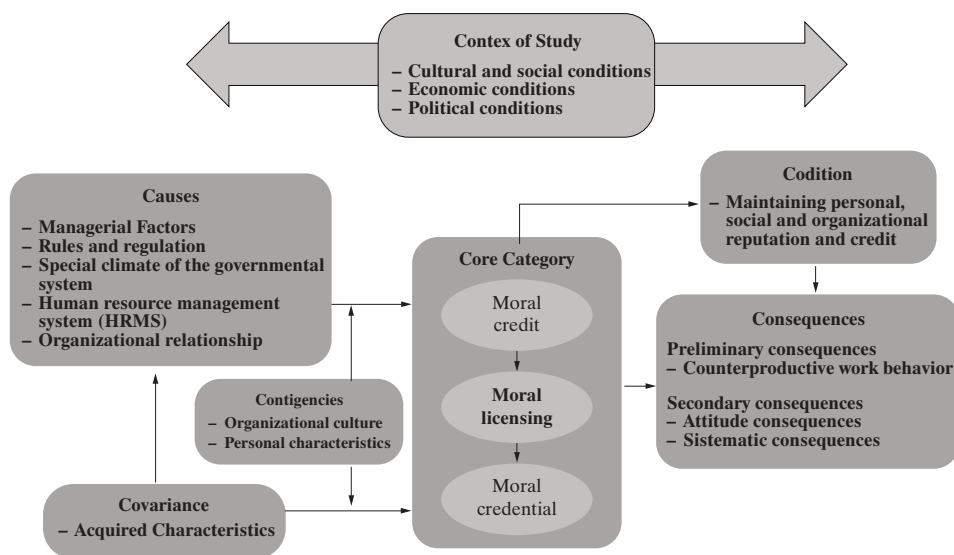 Contex of Study
– Cultural and social conditions
– Economic conditions
– Political conditions
Causes
– Managerial Factors
– Rules and regulation
– Special climate of the governmental
system
– Human resource management
system (HRMS)
– Organizational relationship
Contigencies
– Organizational culture
– Personal characteristics
Covariance
– Acquired Characteristics
Core Category
Moral
credit
Moral
licensing
Moral
credential
Codition
– Maintaining personal,
social and organizational
reputation and credit
Consequences
Preliminary consequences
– Counterproductive work behavior
Secondary consequences
– Attitude consequences
– Sistematic consequences